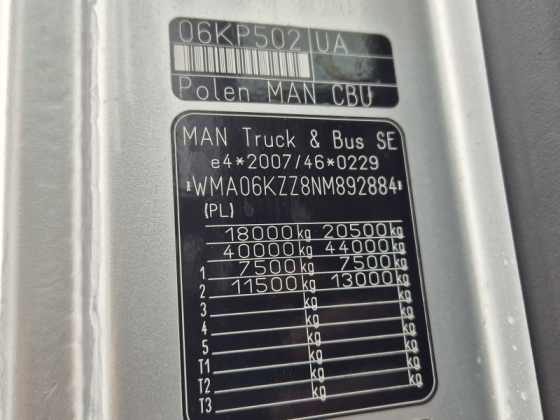 06KP502 UA
Polen MAN CBU
MAN Truck & Bus SE
e4*2007/46*0229
*WMA06KZZ8NM892884*
(PL)
18000 kg 20500 kg
40000 kg 44000 kg
1 7500 kg 7500 kg
2 11500 kg 13000 kg
3 kg kg
4 kg kg
5 kg kg
T1 kg kg
T2 kg kg
T3 kg kg